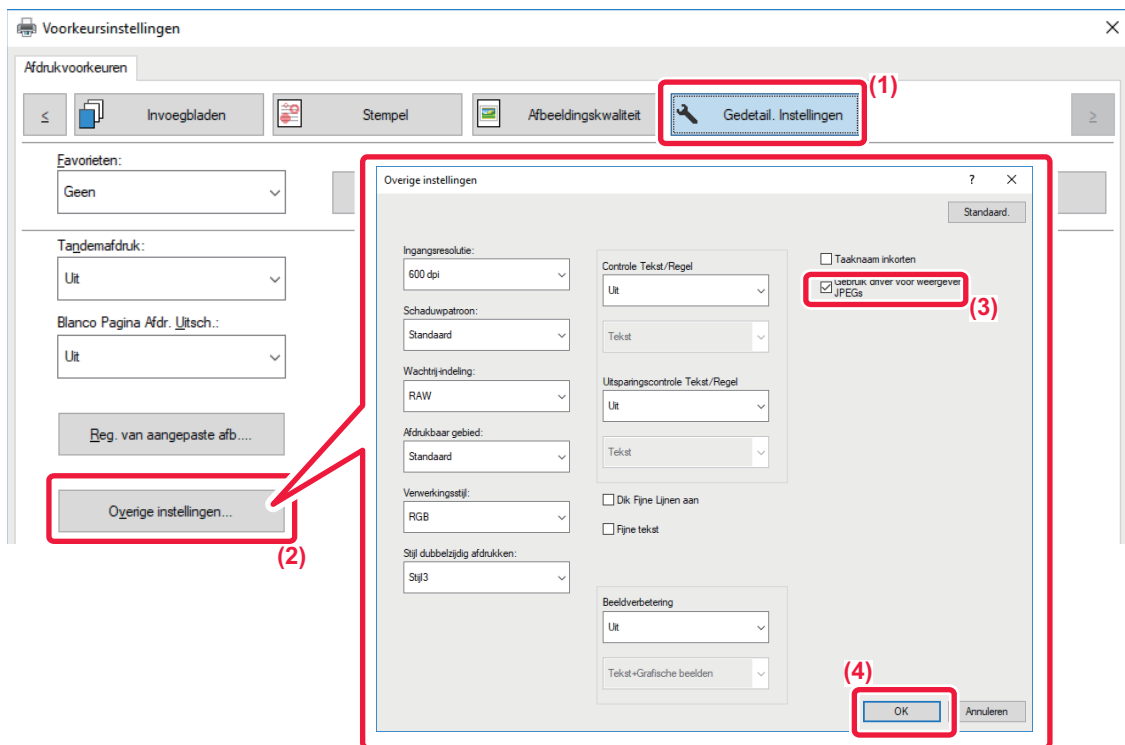 Voorkeursinstellingen
Afdrukvoorkeuren
(1)
< Invoegbladen Stempel Afbeeldingskwaliteit Gedetail. Instellingen >
Favorieten:
Geen
Tandemafdruk:
Uit
Blanco Pagina Afdr. Uitsch.:
Uit
Reg. van aangepaste afb....
Overige instellingen...
(2)
Overige instellingen
?
Standaard.
Ingangsresolutie:
600 dpi
Schaduwpatroon:
Standaard
Wachtrij-indeling:
RAW
Afdrukbaar gebied:
Standaard
Verwerkingsstijl:
RGB
Stijl dubbelzijdig afdrukken:
Stijl3
Controle Tekst/Regel
Uit
Tekst
Uitsparingscontrole Tekst/Regel
Uit
Tekst
Dik Fijne Lijnen aan
Fijne tekst
Beeldverbetering
Uit
Tekst+Grafische beelden
Taaknaam inkorten
Gebruik driver voor weergever
JPEGs
(3)
(4)
OK Annuleren